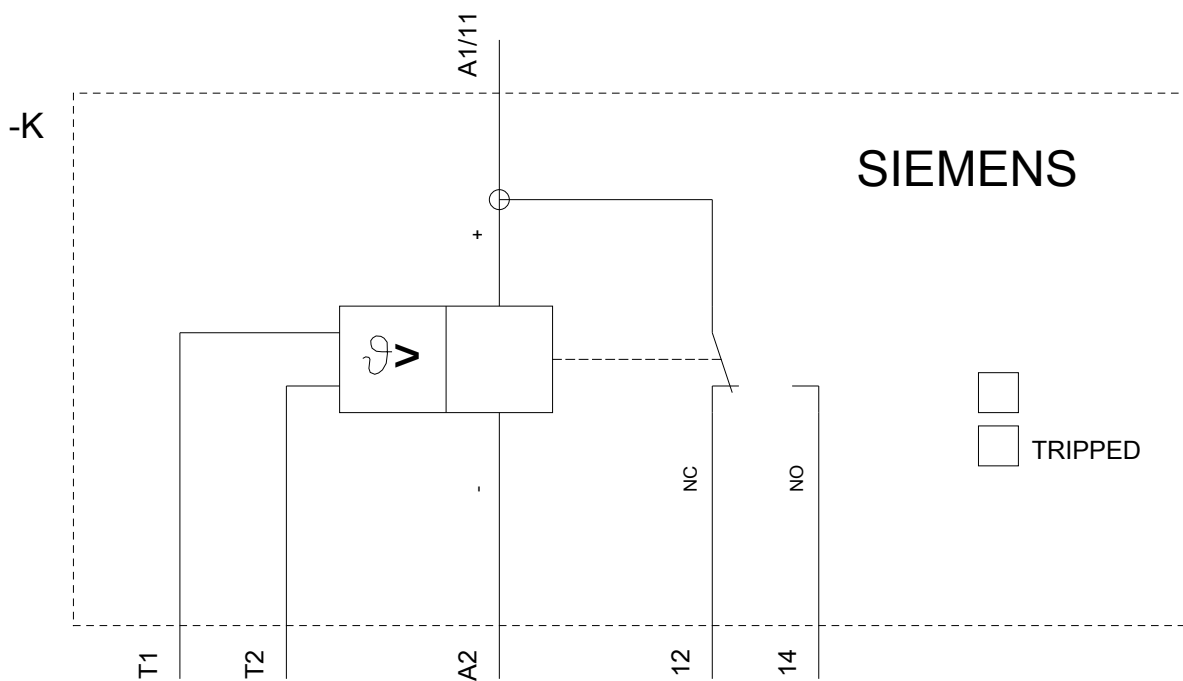 A1/11
-K
SIEMENS
+
ϑ>
TRIPPED
-
NC
NO
T1
T2
A2
12
14